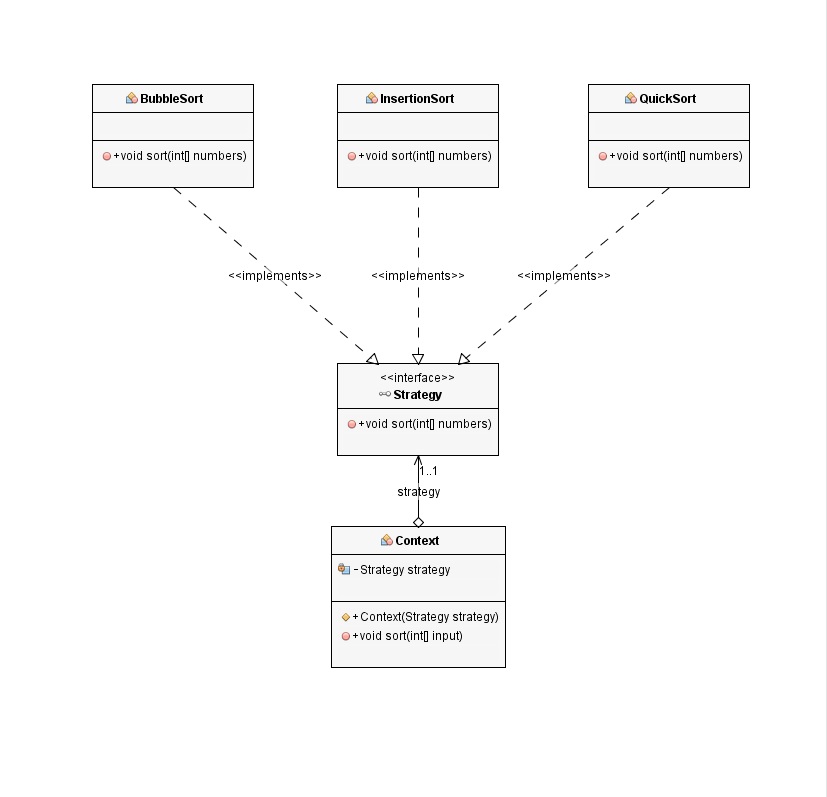 BubbleSort
+void sort(int[] numbers)
InsertionSort
+void sort(int[] numbers)
QuickSort
+void sort(int[] numbers)
<<implements>>
<<implements>>
<<implements>>
<<interface>>
Strategy
+void sort(int[] numbers)
1..1
strategy
Context
-Strategy strategy
+Context(Strategy strategy)
+void sort(int[] input)